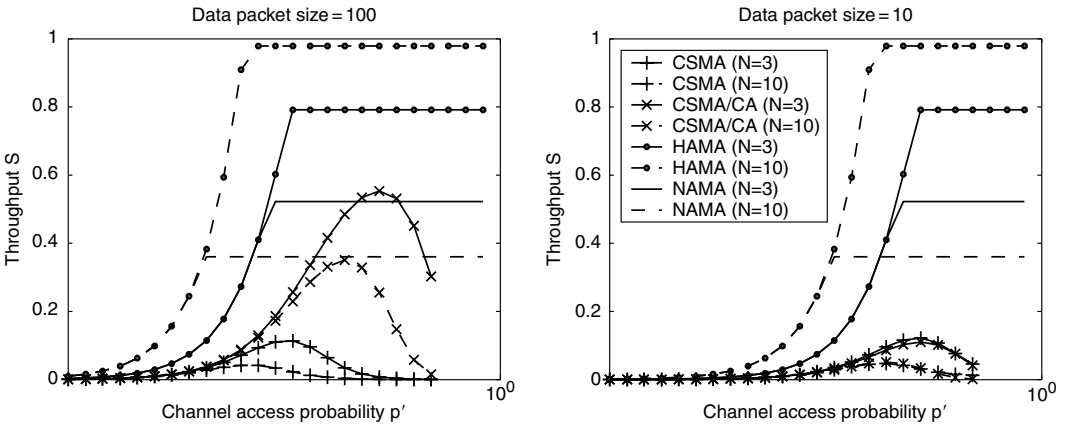 Data packet size = 100
1
0.8
0.6
0.4
0.2
0
Throughput S
10^0
Channel access probability p′
Data packet size = 10
1
0.8
0.6
0.4
0.2
0
Throughput S
CSMA (N=3)
CSMA (N=10)
CSMA/CA (N=3)
CSMA/CA (N=10)
HAMA (N=3)
HAMA (N=10)
NAMA (N=3)
NAMA (N=10)
10^0
Channel access probability p′